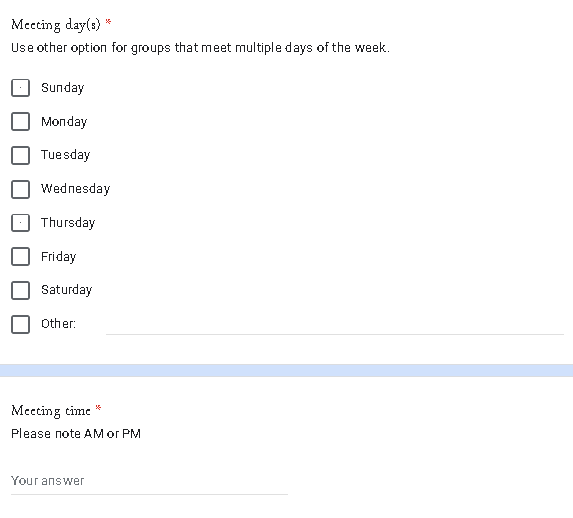 Meeting day(s) *
Use other option for groups that meet multiple days of the week.
Sunday
Monday
Tuesday
Wednesday
Thursday
Friday
Saturday
Other:
Meeting time *
Please note AM or PM
Your answer